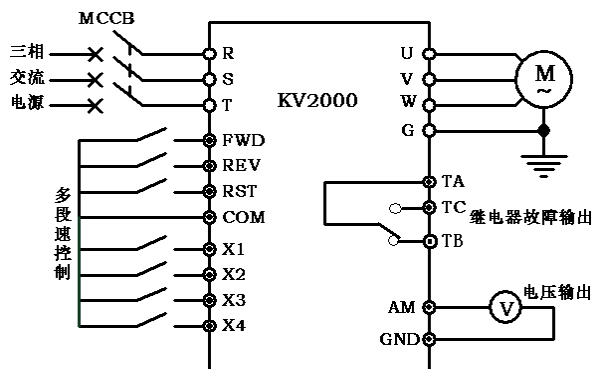 MCCB
三相
交流
电源
R
S
T
KV2000
U
V
W
G
M
~
FWD
REV
RST
COM
X1
X2
X3
X4
多段速控制
TA
TC
TB
继电器故障输出
AM
GND
V
电压输出